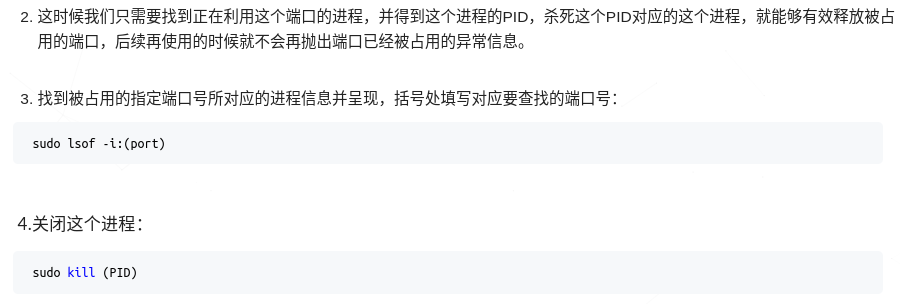 2. 这时候我们只需要找到正在利用这个端口的进程，并得到这个进程的PID，杀死这个PID对应的这个进程，就能够有效释放被占
用的端口，后续再使用的时候就不会再抛出端口已经被占用的异常信息。
3. 找到被占用的指定端口号所对应的进程信息并呈现，括号处填写对应要查找的端口号：
sudo lsof -i:(port)
4.关闭这个进程：
sudo kill (PID)